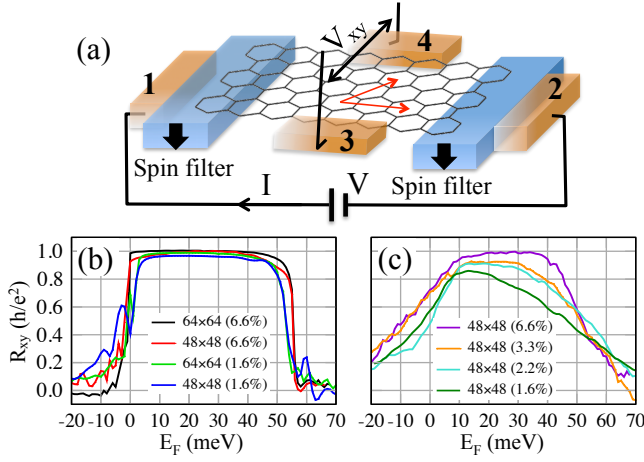 (a)
V_xy
4
1
2
3
Spin filter
Spin filter
I
V
(b)
(c)
R_xy (h/e²)
1.0
0.8
0.6
0.4
0.2
0.0
64×64 (6.6%)
48×48 (6.6%)
64×64 (1.6%)
48×48 (1.6%)
48×48 (6.6%)
48×48 (3.3%)
48×48 (2.2%)
48×48 (1.6%)
-20 -10 0 10 20 30 40 50 60 70
-20 -10 0 10 20 30 40 50 60 70
E_F (meV)
E_F (meV)